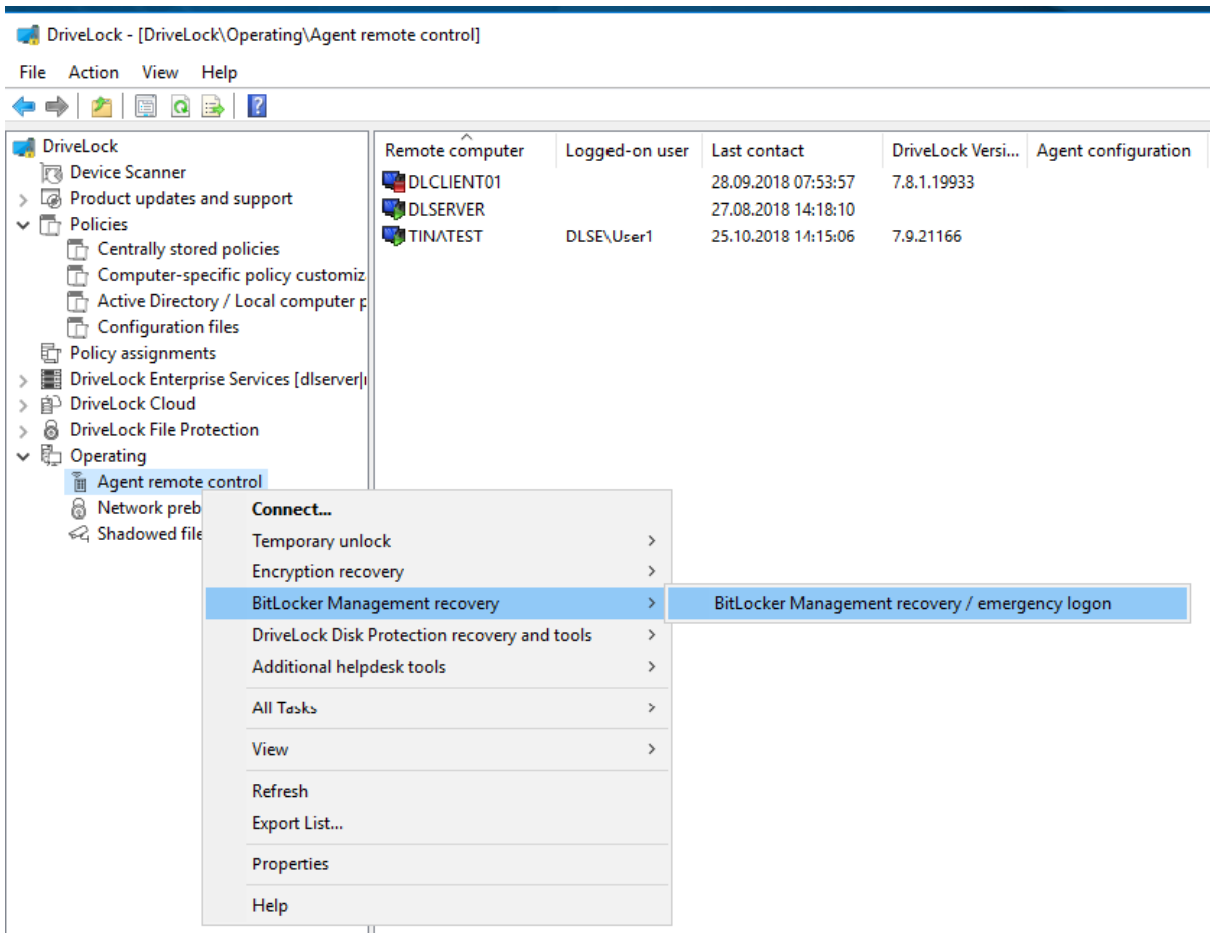 DriveLock - [DriveLock\Operating\Agent remote control]
File Action View Help
DriveLock
Device Scanner
Product updates and support
Policies
Centrally stored policies
Computer-specific policy customiz
Active Directory / Local computer p
Configuration files
Policy assignments
DriveLock Enterprise Services [dlserver|
DriveLock Cloud
DriveLock File Protection
Operating
Agent remote control
Network preb
Shadowed file
Remote computer Logged-on user Last contact DriveLock Versi... Agent configuration
DLCLIENT01 28.09.2018 07:53:57 7.8.1.19933
DLSERVER 27.08.2018 14:18:10
TINATEST DLSE\User1 25.10.2018 14:15:06 7.9.21166
Connect...
Temporary unlock
Encryption recovery
BitLocker Management recovery
DriveLock Disk Protection recovery and tools
Additional helpdesk tools
All Tasks
View
Refresh
Export List...
Properties
Help
BitLocker Management recovery / emergency logon